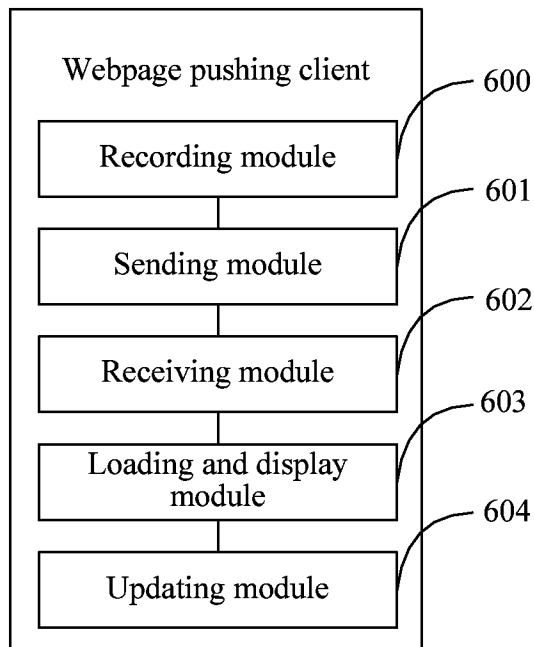 Webpage pushing client
600
Recording module
601
Sending module
602
Receiving module
603
Loading and display
module
604
Updating module